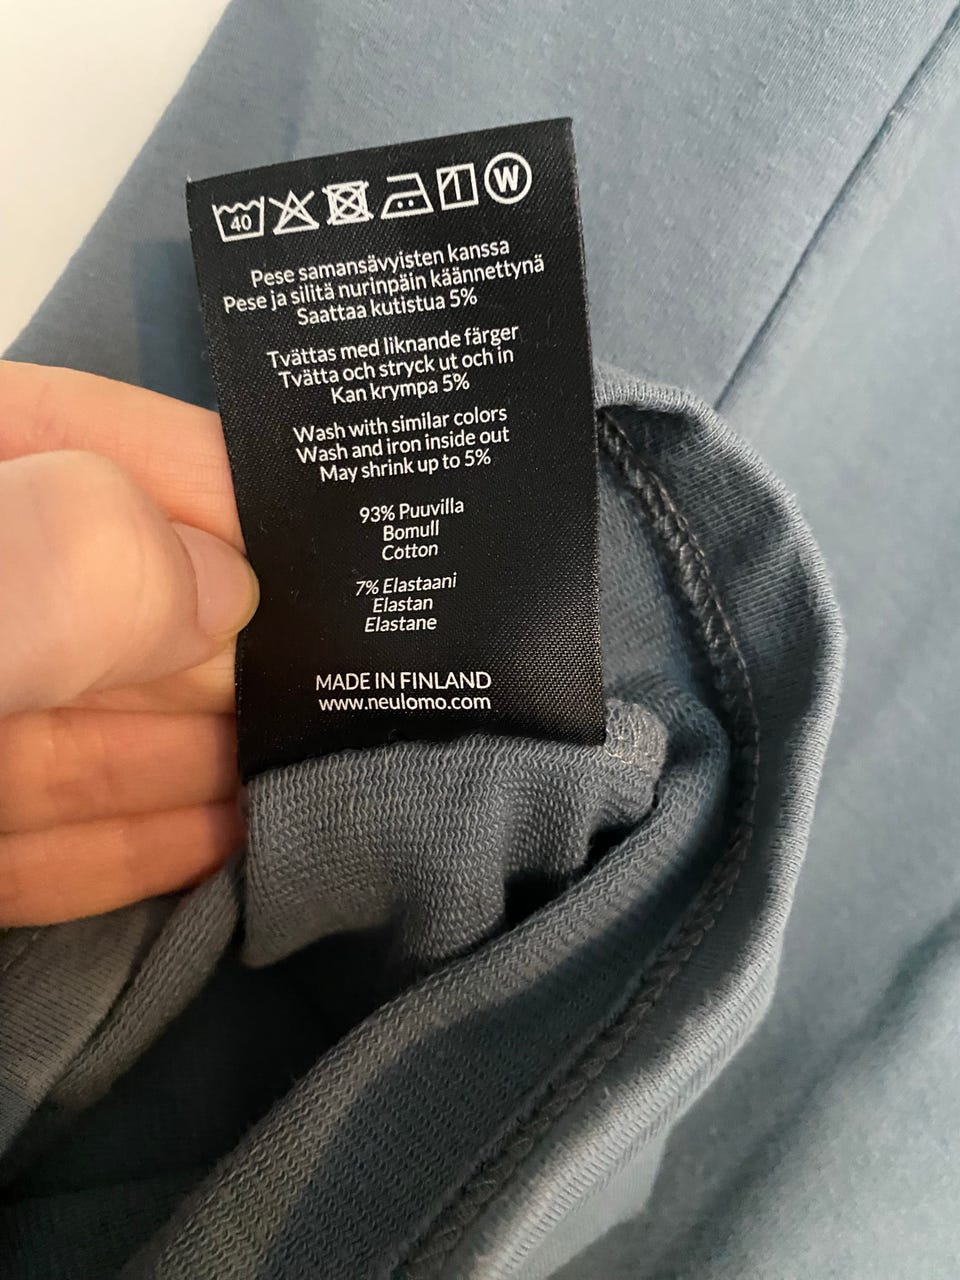 40 W
Pese samansävyisten kanssa
Pese ja silitä nurinpäin käännettynä
Saattaa kutistua 5%
Tvättas med liknande färger
Tvätta och stryck ut och in
Kan krympa 5%
Wash with similar colors
Wash and iron inside out
May shrink up to 5%
93% Puuvilla
Bomull
Cotton
7% Elastaani
Elastan
Elastane
MADE IN FINLAND
www.neulomo.com